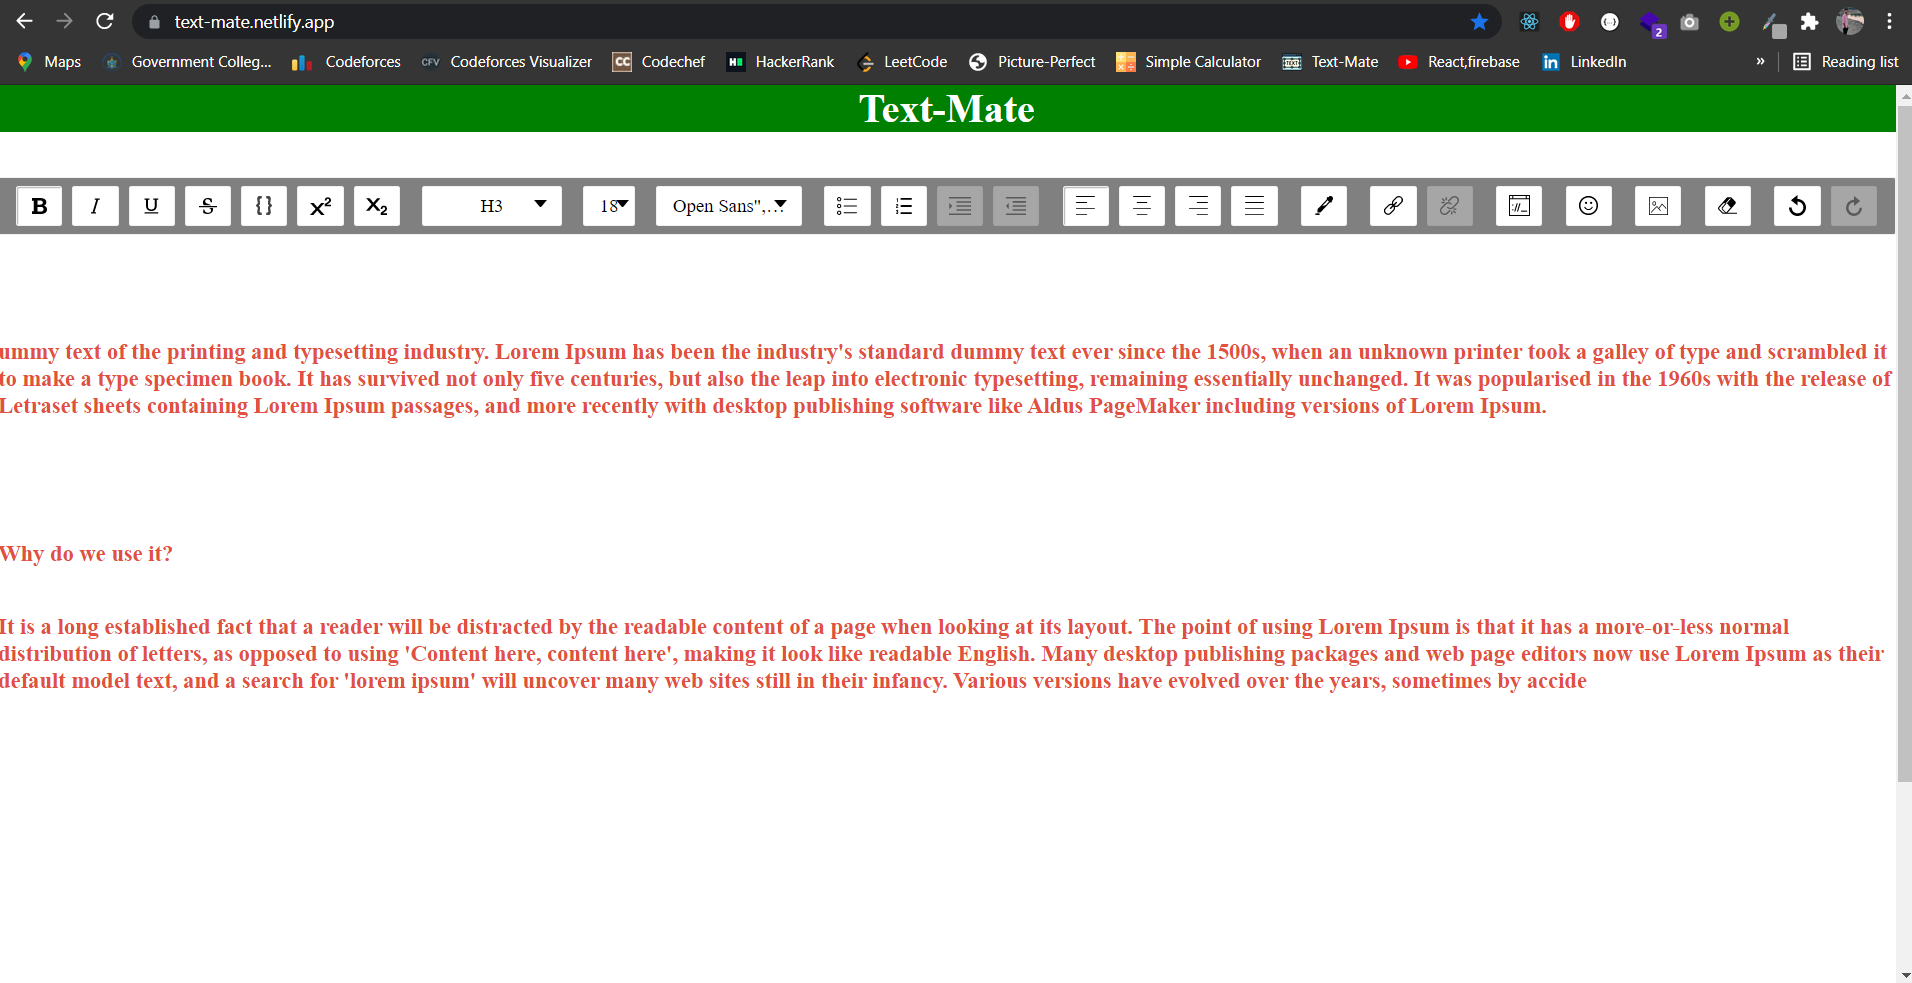 text-mate.netlify.app
2
Maps Government Colleg... Codeforces CFV Codeforces Visualizer CC Codechef H HackerRank LeetCode Picture-Perfect Simple Calculator Text-Mate React,firebase in LinkedIn » Reading list
Text-Mate
B I U S {} X² X₂ H3 18 Open Sans",...
ummy text of the printing and typesetting industry. Lorem Ipsum has been the industry's standard dummy text ever since the 1500s, when an unknown printer took a galley of type and scrambled it
to make a type specimen book. It has survived not only five centuries, but also the leap into electronic typesetting, remaining essentially unchanged. It was popularised in the 1960s with the release of
Letraset sheets containing Lorem Ipsum passages, and more recently with desktop publishing software like Aldus PageMaker including versions of Lorem Ipsum.
Why do we use it?
It is a long established fact that a reader will be distracted by the readable content of a page when looking at its layout. The point of using Lorem Ipsum is that it has a more-or-less normal
distribution of letters, as opposed to using 'Content here, content here', making it look like readable English. Many desktop publishing packages and web page editors now use Lorem Ipsum as their
default model text, and a search for 'lorem ipsum' will uncover many web sites still in their infancy. Various versions have evolved over the years, sometimes by accide